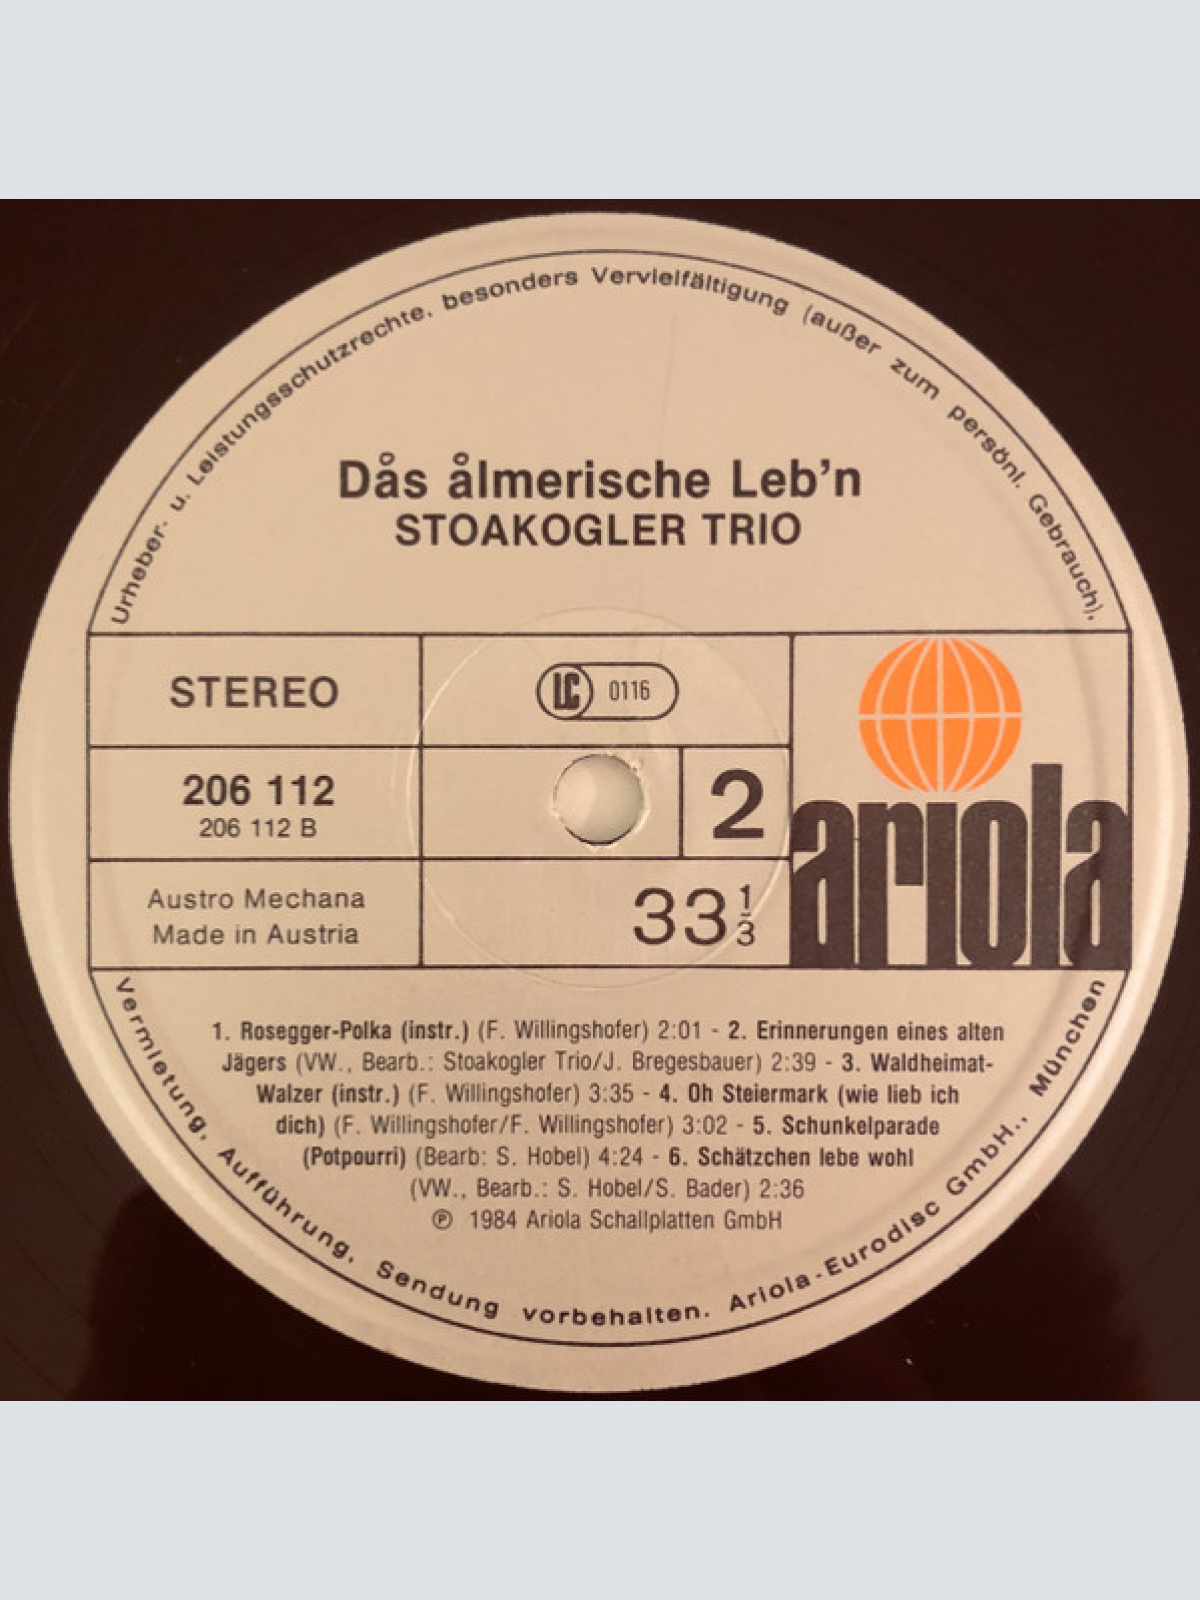 Urheber- u. Leistungsschutzrechte, besonders Vervielfältigung (außer zum persönl. Gebrauch),
Dås ålmerische Leb'n
STOAKOGLER TRIO
STEREO
LC 0116
206 112
206 112 B
2
ariola
Austro Mechana
Made in Austria
33 1/3
1. Rosegger-Polka (instr.) (F. Willingshofer) 2:01 - 2. Erinnerungen eines alten
Jägers (VW., Bearb.: Stoakogler Trio/J. Bregesbauer) 2:39 - 3. Waldheimat-
Walzer (instr.) (F. Willingshofer) 3:35 - 4. Oh Steiermark (wie lieb ich
dich) (F. Willingshofer/F. Willingshofer) 3:02 - 5. Schunkelparade
(Potpourri) (Bearb: S. Hobel) 4:24 - 6. Schätzchen lebe wohl
(VW., Bearb.: S. Hobel/S. Bader) 2:36
Ⓟ 1984 Ariola Schallplatten GmbH
Vermietung, Aufführung, Sendung vorbehalten. Ariola-Eurodisc GmbH., München